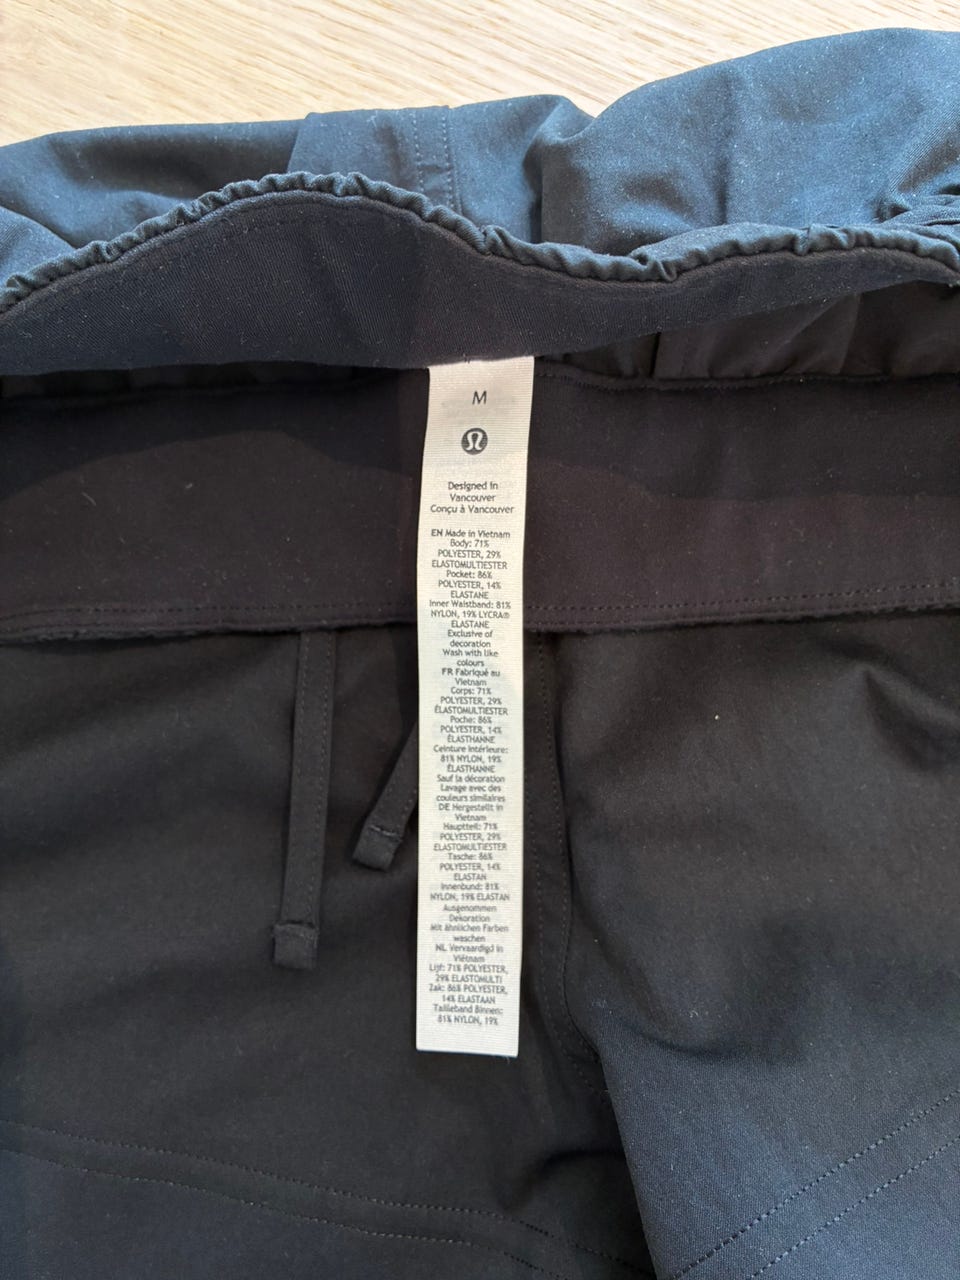 M
Designed in
Vancouver
Conçu à Vancouver
EN Made in Vietnam
Body: 71%
POLYESTER, 29%
ELASTOMULTIESTER
Pocket: 86%
POLYESTER, 14%
ELASTANE
Inner Waistband: 81%
NYLON, 19% LYCRA®
ELASTANE
Exclusive of
decoration
Wash with like
colours
FR Fabriqué au
Vietnam
Corps: 71%
POLYESTER, 29%
ÉLASTOMULTIESTER
Poche: 86%
POLYESTER, 14%
ÉLASTHANNE
Ceinture intérieure:
81% NYLON, 19%
ÉLASTHANNE
Sauf la décoration
Lavage avec des
couleurs similaires
DE Hergestellt in
Vietnam
Hauptteil: 71%
POLYESTER, 29%
ELASTOMULTIESTER
Tasche: 86%
POLYESTER, 14%
ELASTAN
Innenbund: 81%
NYLON, 19% ELASTAN
Ausgenommen
Dekoration
Mit ähnlichen Farben
waschen
NL Vervaardigd in
Viëtnam
Lijf: 71% POLYESTER,
29% ELASTOMULTI
Zak: 86% POLYESTER,
14% ELASTAAN
Tailleband Binnen:
81% NYLON, 19%